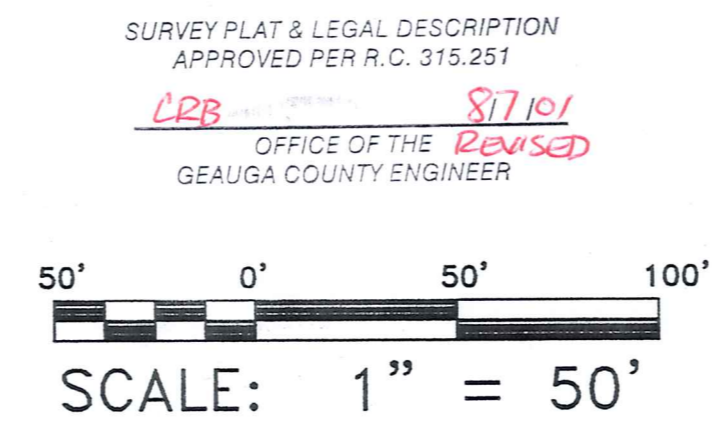 SURVEY PLAT & LEGAL DESCRIPTION
APPROVED PER R.C. 315.251
CRB 8/7/01
OFFICE OF THE REVISED
GEAUGA COUNTY ENGINEER
50' 0' 50' 100'
SCALE: 1" = 50'